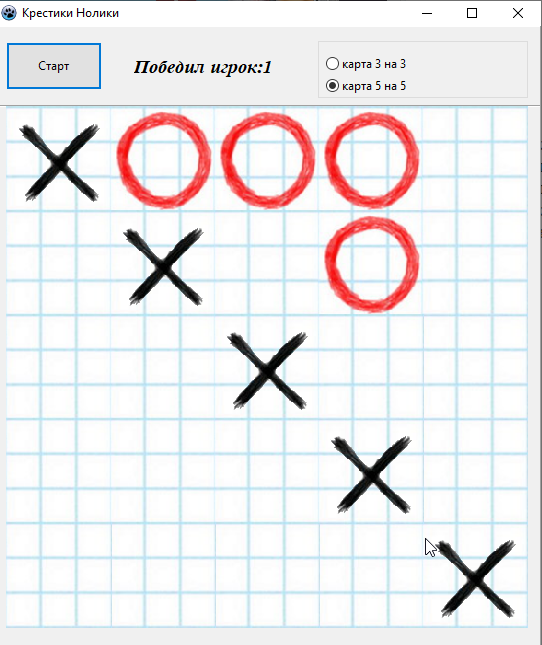 Крестики Нолики
Старт
Победил игрок:1
карта 3 на 3
карта 5 на 5